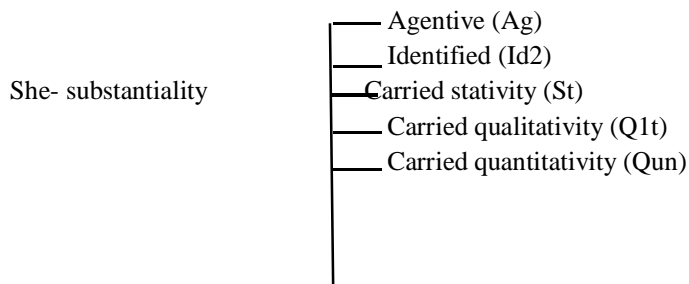 Agentive (Ag)
Identified (Id2)
She- substantiality Carried stativity (St)
Carried qualitativity (Q1t)
Carried quantitativity (Qun)